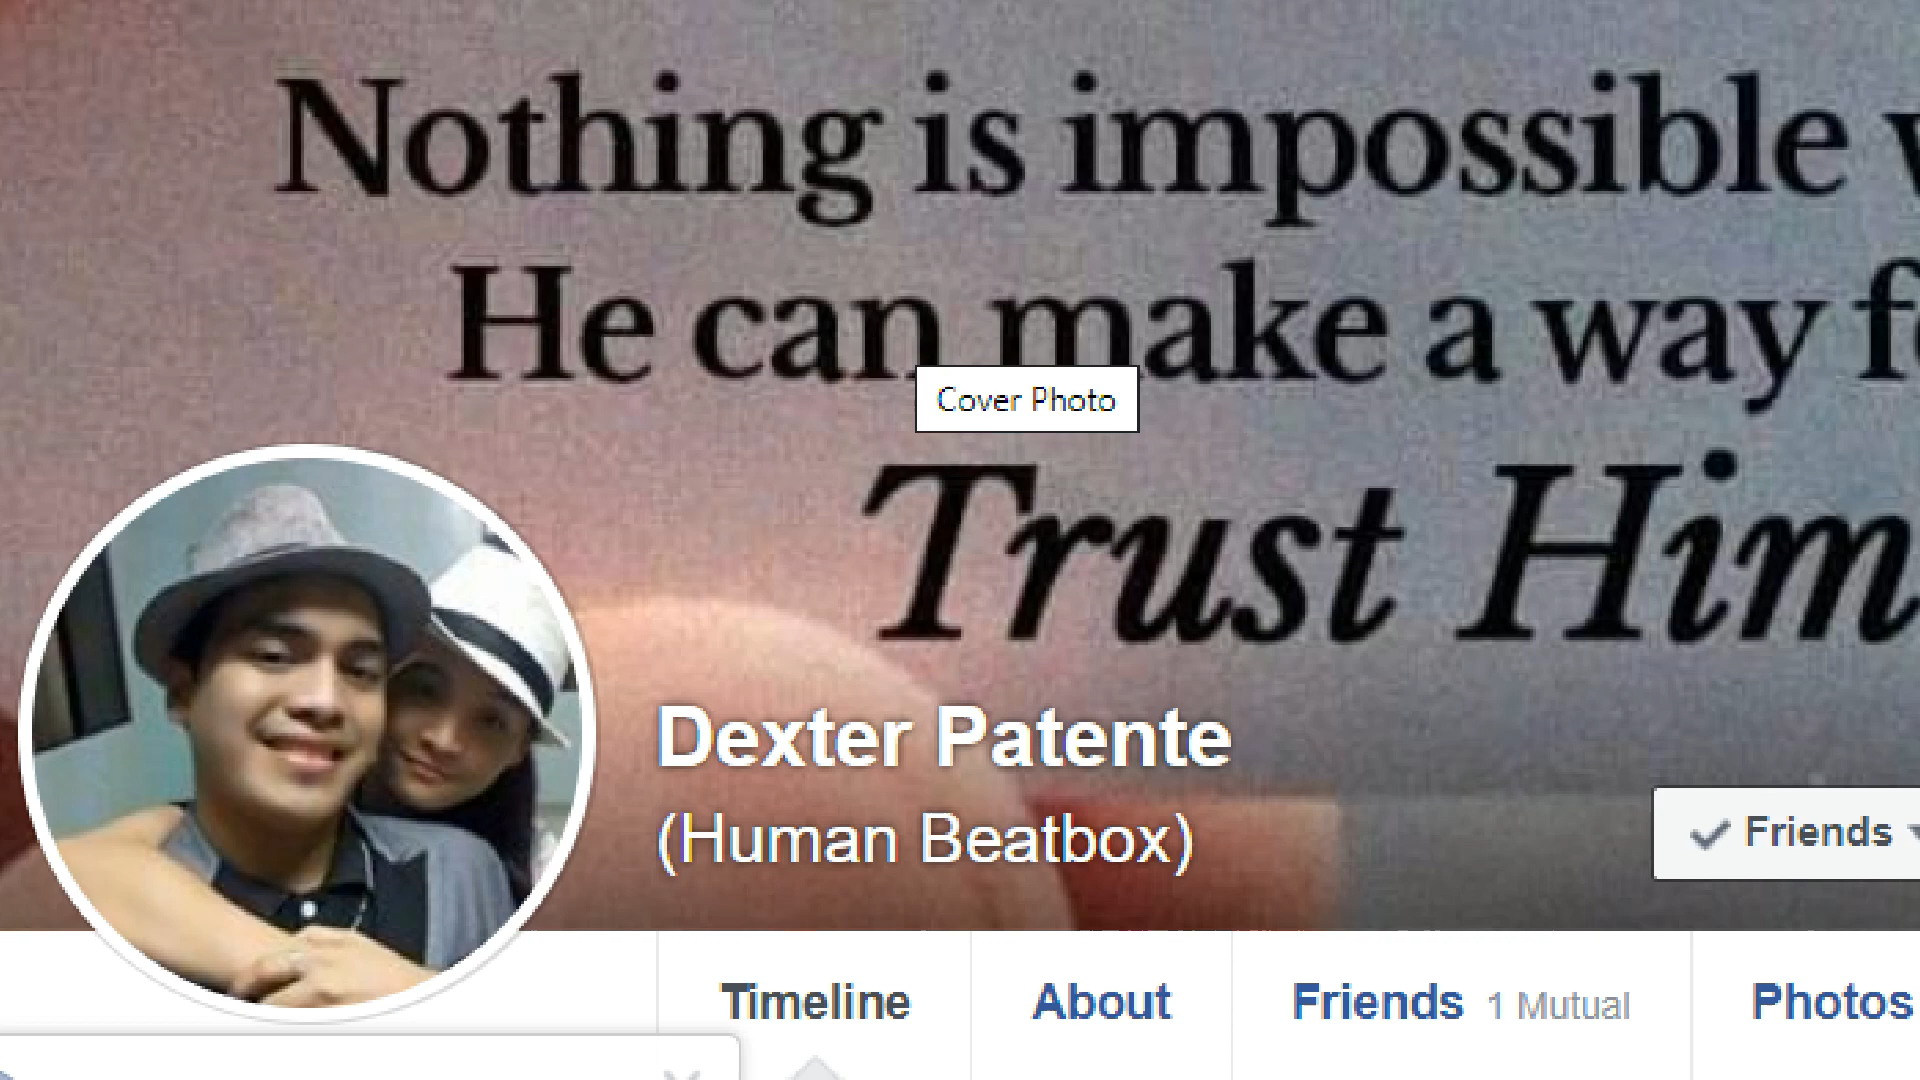 Nothing is impossible
He can make a way
Cover Photo
Trust Him
Dexter Patente
(Human Beatbox)
Friends
Timeline
About
Friends 1 Mutual
Photos